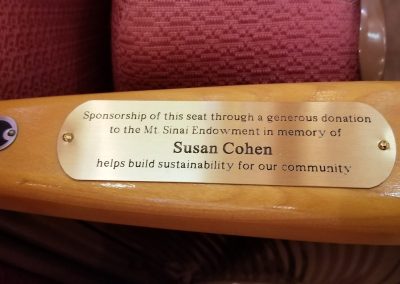 Sponsorship of this seat through a generous donation
to the Mt. Sinai Endowment in memory of
Susan Cohen
helps build sustainability for our community